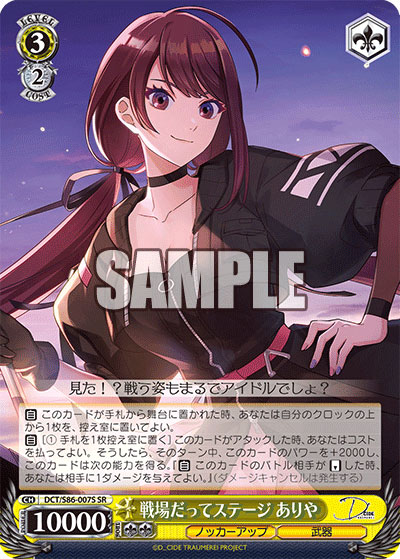 LEVEL
3
2
COST
SAMPLE
見た!?戦う姿もまるでアイドルでしょ?
自 このカードが手札から舞台に置かれた時、あなたは自分のクロックの上
から1枚を、控え室に置いてよい。
自 [① 手札を1枚控え室に置く] このカードがアタックした時、あなたはコスト
を払ってよい。そうしたら、そのターン中、このカードのパワーを+2000し、こ
のカードは次の能力を得る。『自 このカードのバトル相手が した時、あなた
は相手に1ダメージを与えてよい。』(ダメージキャンセルは発生する)
DCT/S86-007S SR
戦場だってステージ ありや
10000
ノッカーアップ
武器
D_CIDE
©D_CIDE TRAUMEREI PROJECT